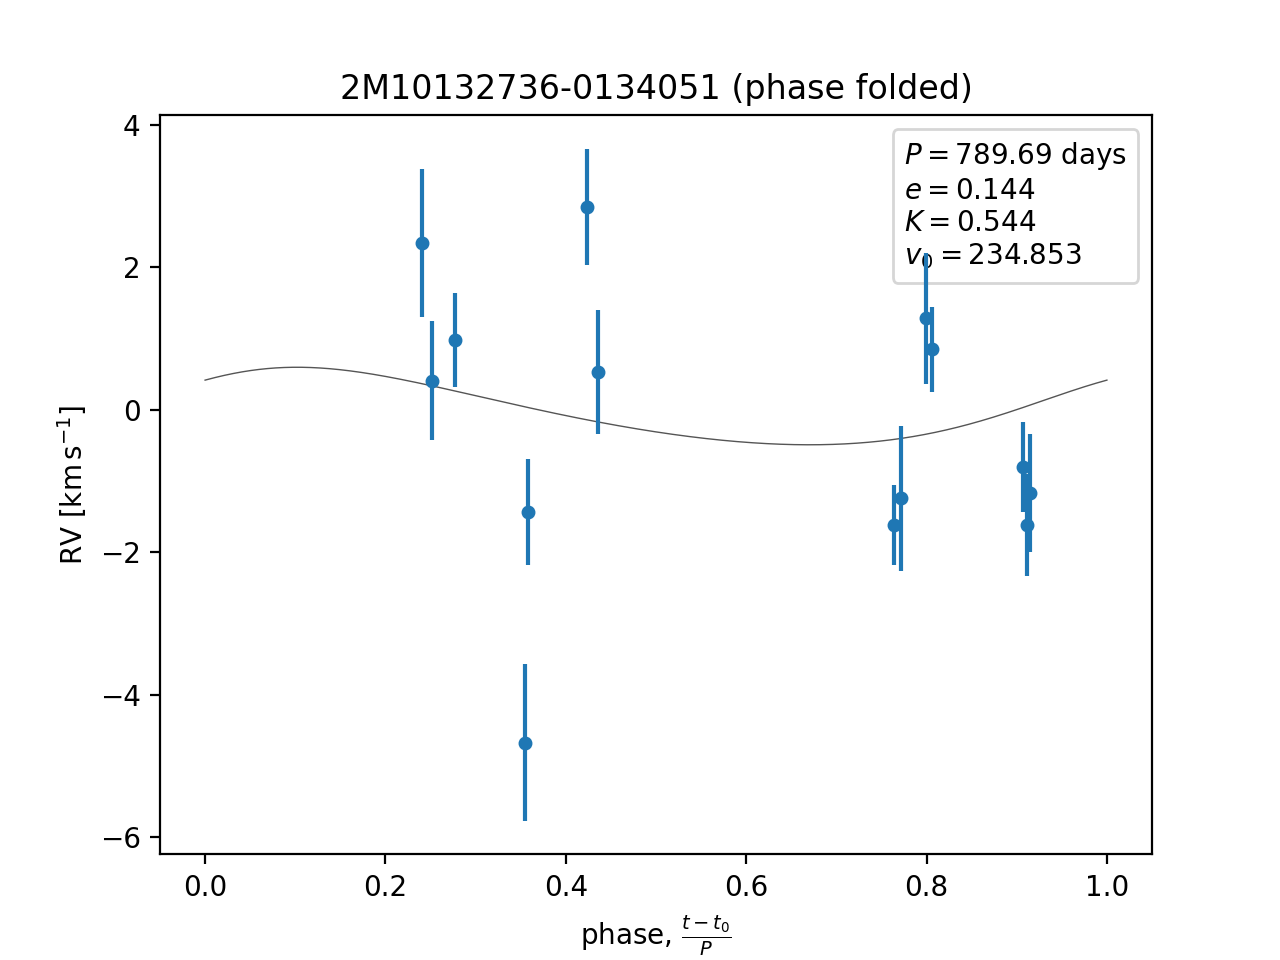 2M10132736-0134051 (phase folded)
P = 789.69 days
e = 0.144
K = 0.544
v₀ = 234.853
4
2
0
−2
−4
−6
RV [km s⁻¹]
0.0 0.2 0.4 0.6 0.8 1.0
phase, (t − t₀)/P